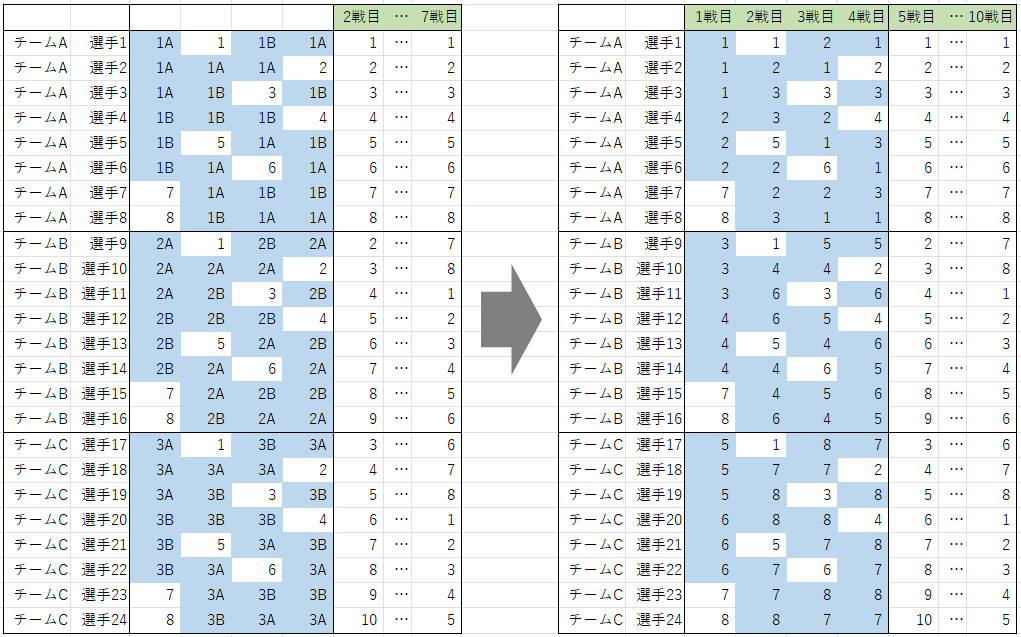 2戦目 … 7戦目 1戦目 2戦目 3戦目 4戦目 5戦目 … 10戦目
チームA 選手1 1A 1 1B 1A 1 … 1 チームA 選手1 1 1 2 1 1 … 1
チームA 選手2 1A 1A 1A 2 2 … 2 チームA 選手2 1 2 1 2 2 … 2
チームA 選手3 1A 1B 3 1B 3 … 3 チームA 選手3 1 3 3 3 3 … 3
チームA 選手4 1B 1B 1B 4 4 … 4 チームA 選手4 2 3 2 4 4 … 4
チームA 選手5 1B 5 1A 1B 5 … 5 チームA 選手5 2 5 1 3 5 … 5
チームA 選手6 1B 1A 6 1A 6 … 6 チームA 選手6 2 2 6 1 6 … 6
チームA 選手7 7 1A 1B 1B 7 … 7 チームA 選手7 7 2 2 3 7 … 7
チームA 選手8 8 1B 1A 1A 8 … 8 チームA 選手8 8 3 1 1 8 … 8
チームB 選手9 2A 1 2B 2A 2 … 7 チームB 選手9 3 1 5 5 2 … 7
チームB 選手10 2A 2A 2A 2 3 … 8 チームB 選手10 3 4 4 2 3 … 8
チームB 選手11 2A 2B 3 2B 4 … 1 チームB 選手11 3 6 3 6 4 … 1
チームB 選手12 2B 2B 2B 4 5 … 2 チームB 選手12 4 6 5 4 5 … 2
チームB 選手13 2B 5 2A 2B 6 … 3 チームB 選手13 4 5 4 6 6 … 3
チームB 選手14 2B 2A 6 2A 7 … 4 チームB 選手14 4 4 6 5 7 … 4
チームB 選手15 7 2A 2B 2B 8 … 5 チームB 選手15 7 4 5 6 8 … 5
チームB 選手16 8 2B 2A 2A 9 … 6 チームB 選手16 8 6 4 5 9 … 6
チームC 選手17 3A 1 3B 3A 3 … 6 チームC 選手17 5 1 8 7 3 … 6
チームC 選手18 3A 3A 3A 2 4 … 7 チームC 選手18 5 7 7 2 4 … 7
チームC 選手19 3A 3B 3 3B 5 … 8 チームC 選手19 5 8 3 8 5 … 8
チームC 選手20 3B 3B 3B 4 6 … 1 チームC 選手20 6 8 8 4 6 … 1
チームC 選手21 3B 5 3A 3B 7 … 2 チームC 選手21 6 5 7 8 7 … 2
チームC 選手22 3B 3A 6 3A 8 … 3 チームC 選手22 6 7 6 7 8 … 3
チームC 選手23 7 3A 3B 3B 9 … 4 チームC 選手23 7 7 8 8 9 … 4
チームC 選手24 8 3B 3A 3A 10 … 5 チームC 選手24 8 8 7 7 10 … 5